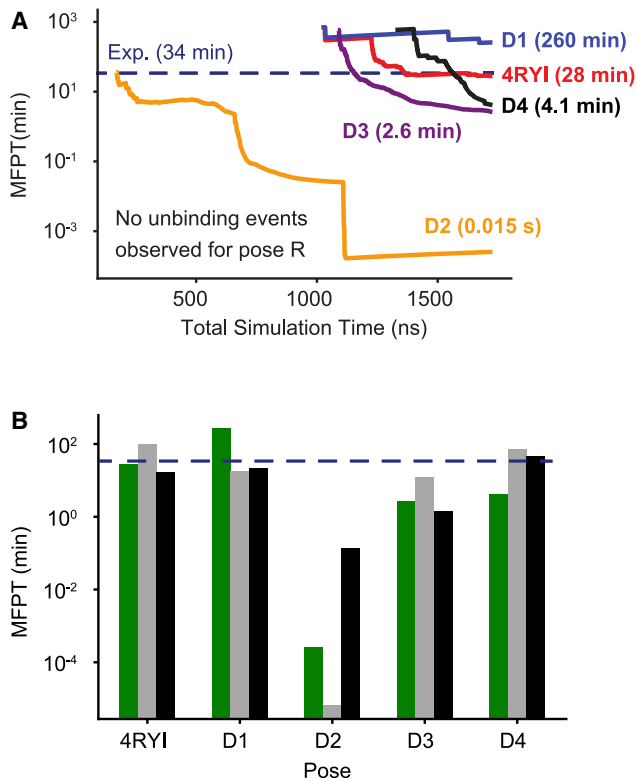 A
MFPT(min)
10³
10¹
10⁻¹
10⁻³
Exp. (34 min)
D1 (260 min)
4RYI (28 min)
D4 (4.1 min)
D3 (2.6 min)
D2 (0.015 s)
No unbinding events
observed for pose R
500 1000 1500
Total Simulation Time (ns)
B
MFPT (min)
10²
10⁰
10⁻²
10⁻⁴
4RYI D1 D2 D3 D4
Pose